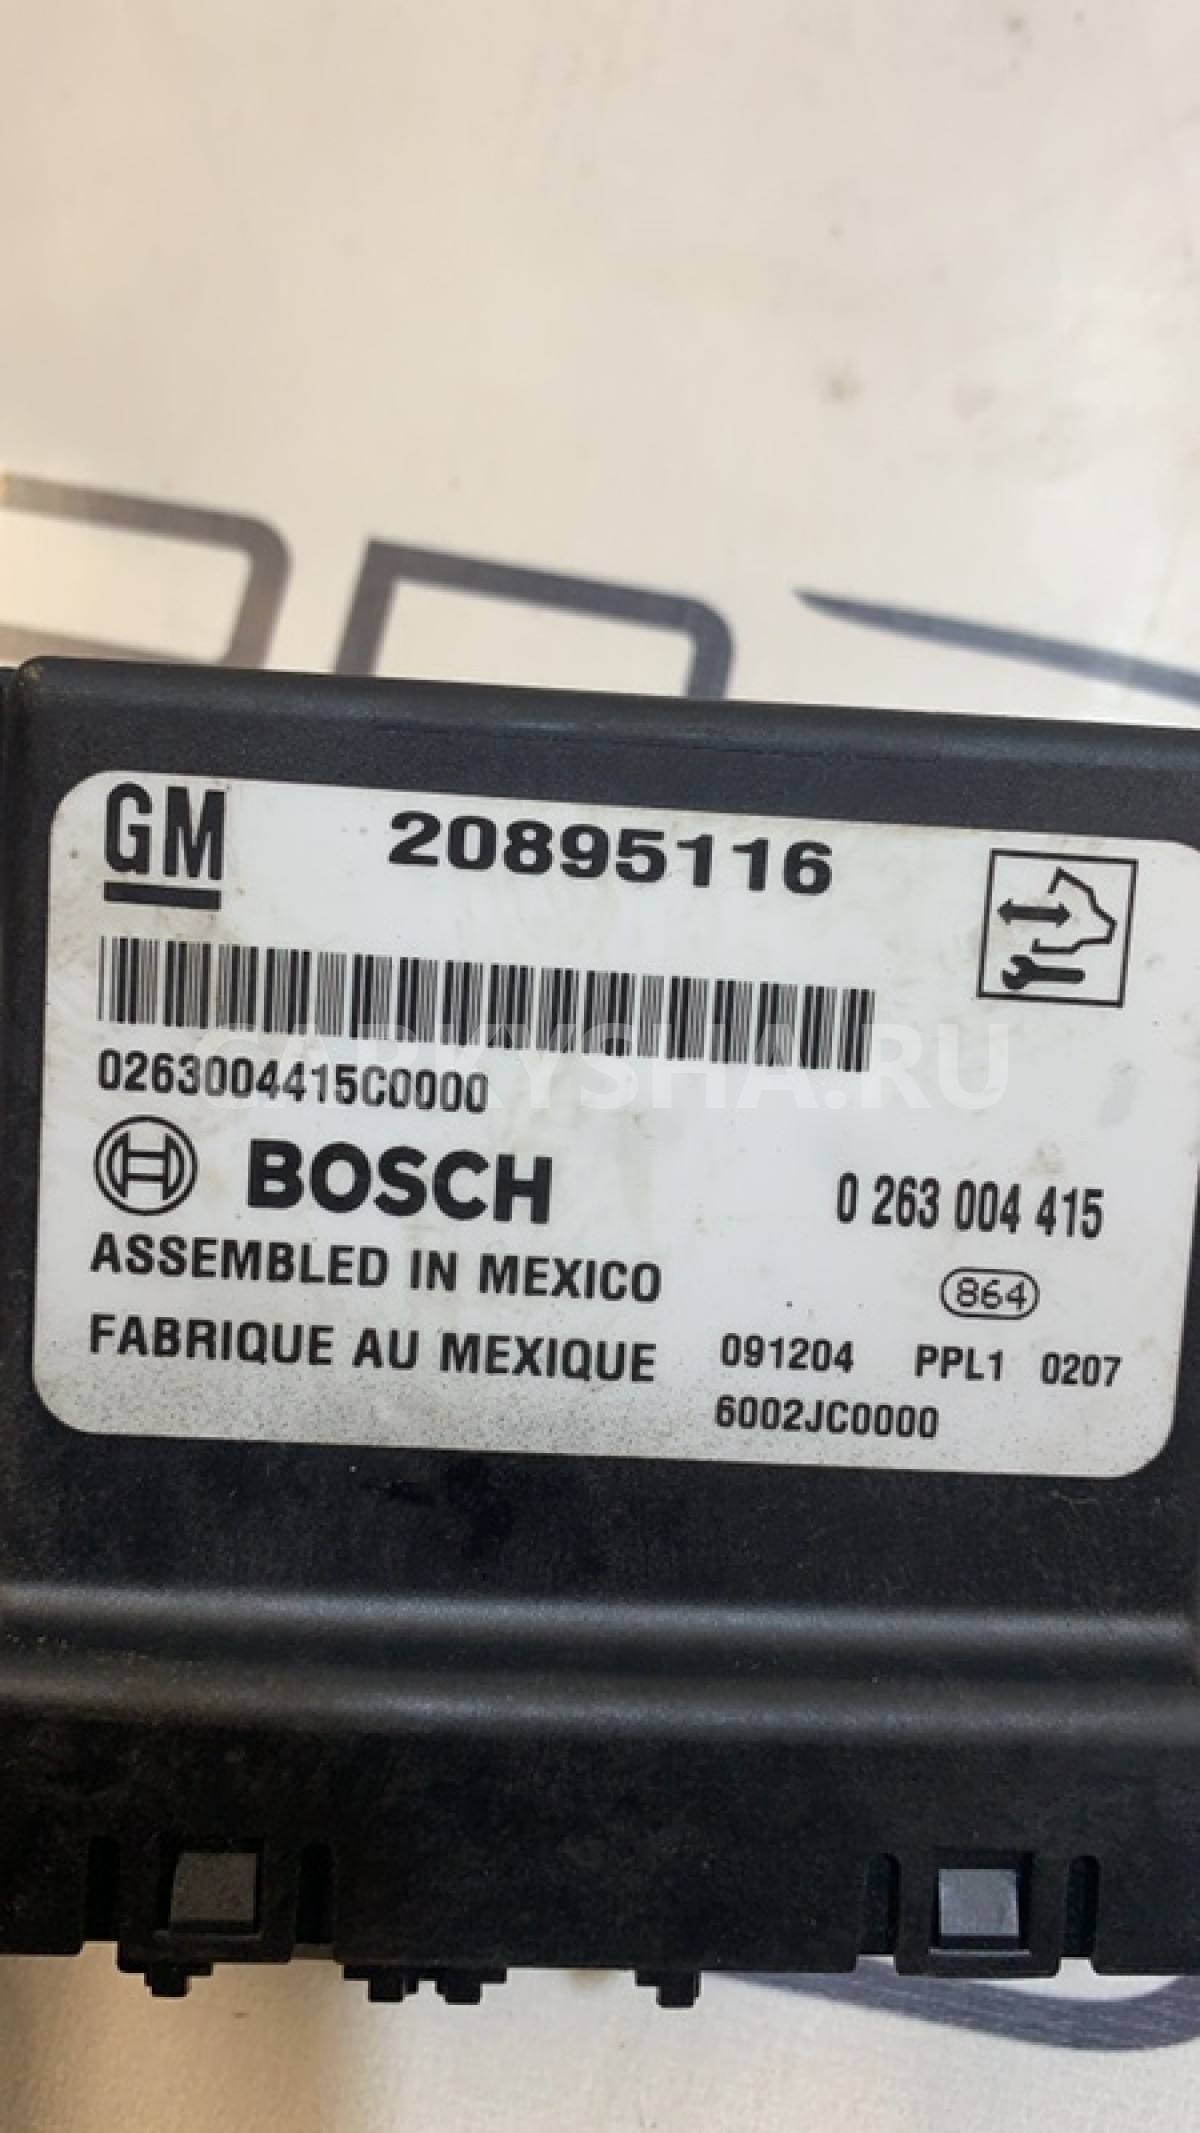 GM 20895116
0263004415C0000
CARKYSHA.RU
BOSCH 0 263 004 415
ASSEMBLED IN MEXICO 864
FABRIQUE AU MEXIQUE 091204 PPL1 0207
6002JC0000